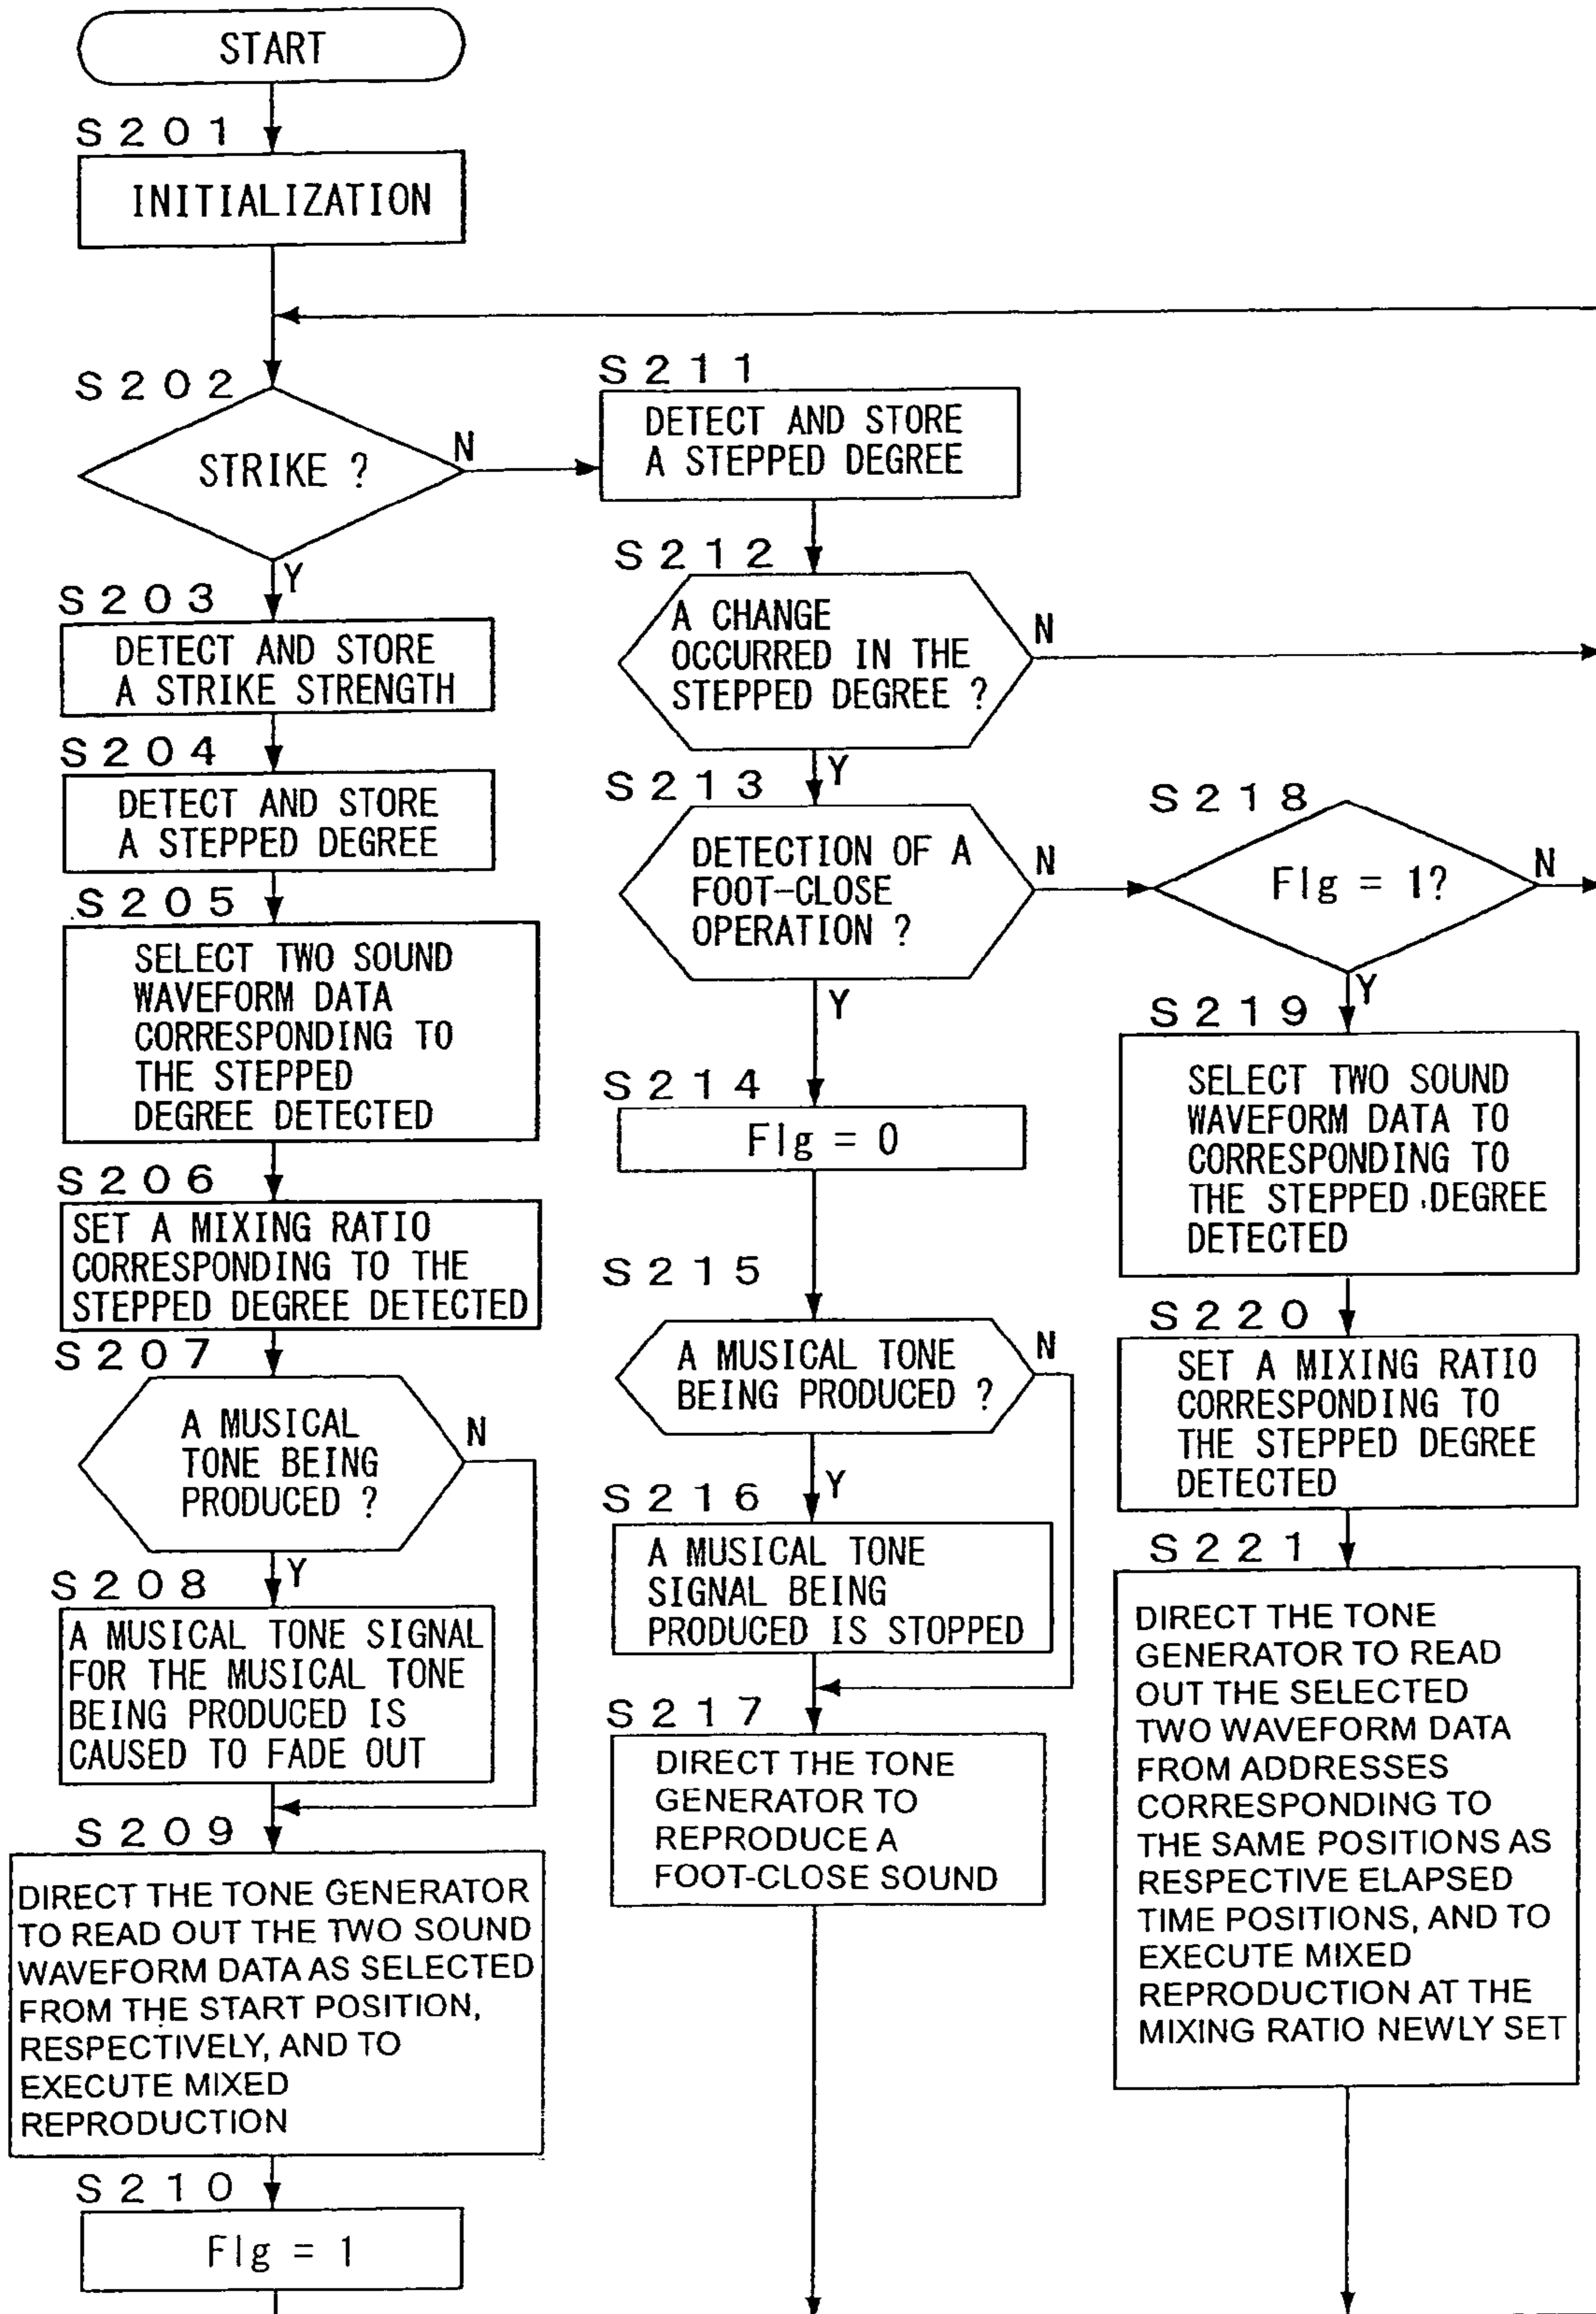 START
S201
INITIALIZATION
S202
STRIKE ?
N
Y
S203
DETECT AND STORE
A STRIKE STRENGTH
S204
DETECT AND STORE
A STEPPED DEGREE
S205
SELECT TWO SOUND
WAVEFORM DATA
CORRESPONDING TO
THE STEPPED
DEGREE DETECTED
S206
SET A MIXING RATIO
CORRESPONDING TO THE
STEPPED DEGREE DETECTED
S207
A MUSICAL
TONE BEING
PRODUCED ?
N
Y
S208
A MUSICAL TONE SIGNAL
FOR THE MUSICAL TONE
BEING PRODUCED IS
CAUSED TO FADE OUT
S209
DIRECT THE TONE GENERATOR
TO READ OUT THE TWO SOUND
WAVEFORM DATA AS SELECTED
FROM THE START POSITION,
RESPECTIVELY, AND TO
EXECUTE MIXED
REPRODUCTION
S210
Flg = 1
S211
DETECT AND STORE
A STEPPED DEGREE
S212
A CHANGE
OCCURRED IN THE
STEPPED DEGREE ?
N
Y
S213
DETECTION OF A
FOOT-CLOSE
OPERATION ?
N
Y
S214
Flg = 0
S215
A MUSICAL TONE
BEING PRODUCED ?
N
Y
S216
A MUSICAL TONE
SIGNAL BEING
PRODUCED IS STOPPED
S217
DIRECT THE TONE
GENERATOR TO
REPRODUCE A
FOOT-CLOSE SOUND
S218
Flg = 1?
N
Y
S219
SELECT TWO SOUND
WAVEFORM DATA TO
CORRESPONDING TO
THE STEPPED DEGREE
DETECTED
S220
SET A MIXING RATIO
CORRESPONDING TO
THE STEPPED DEGREE
DETECTED
S221
DIRECT THE TONE
GENERATOR TO READ
OUT THE SELECTED
TWO WAVEFORM DATA
FROM ADDRESSES
CORRESPONDING TO
THE SAME POSITIONS AS
RESPECTIVE ELAPSED
TIME POSITIONS, AND TO
EXECUTE MIXED
REPRODUCTION AT THE
MIXING RATIO NEWLY SET